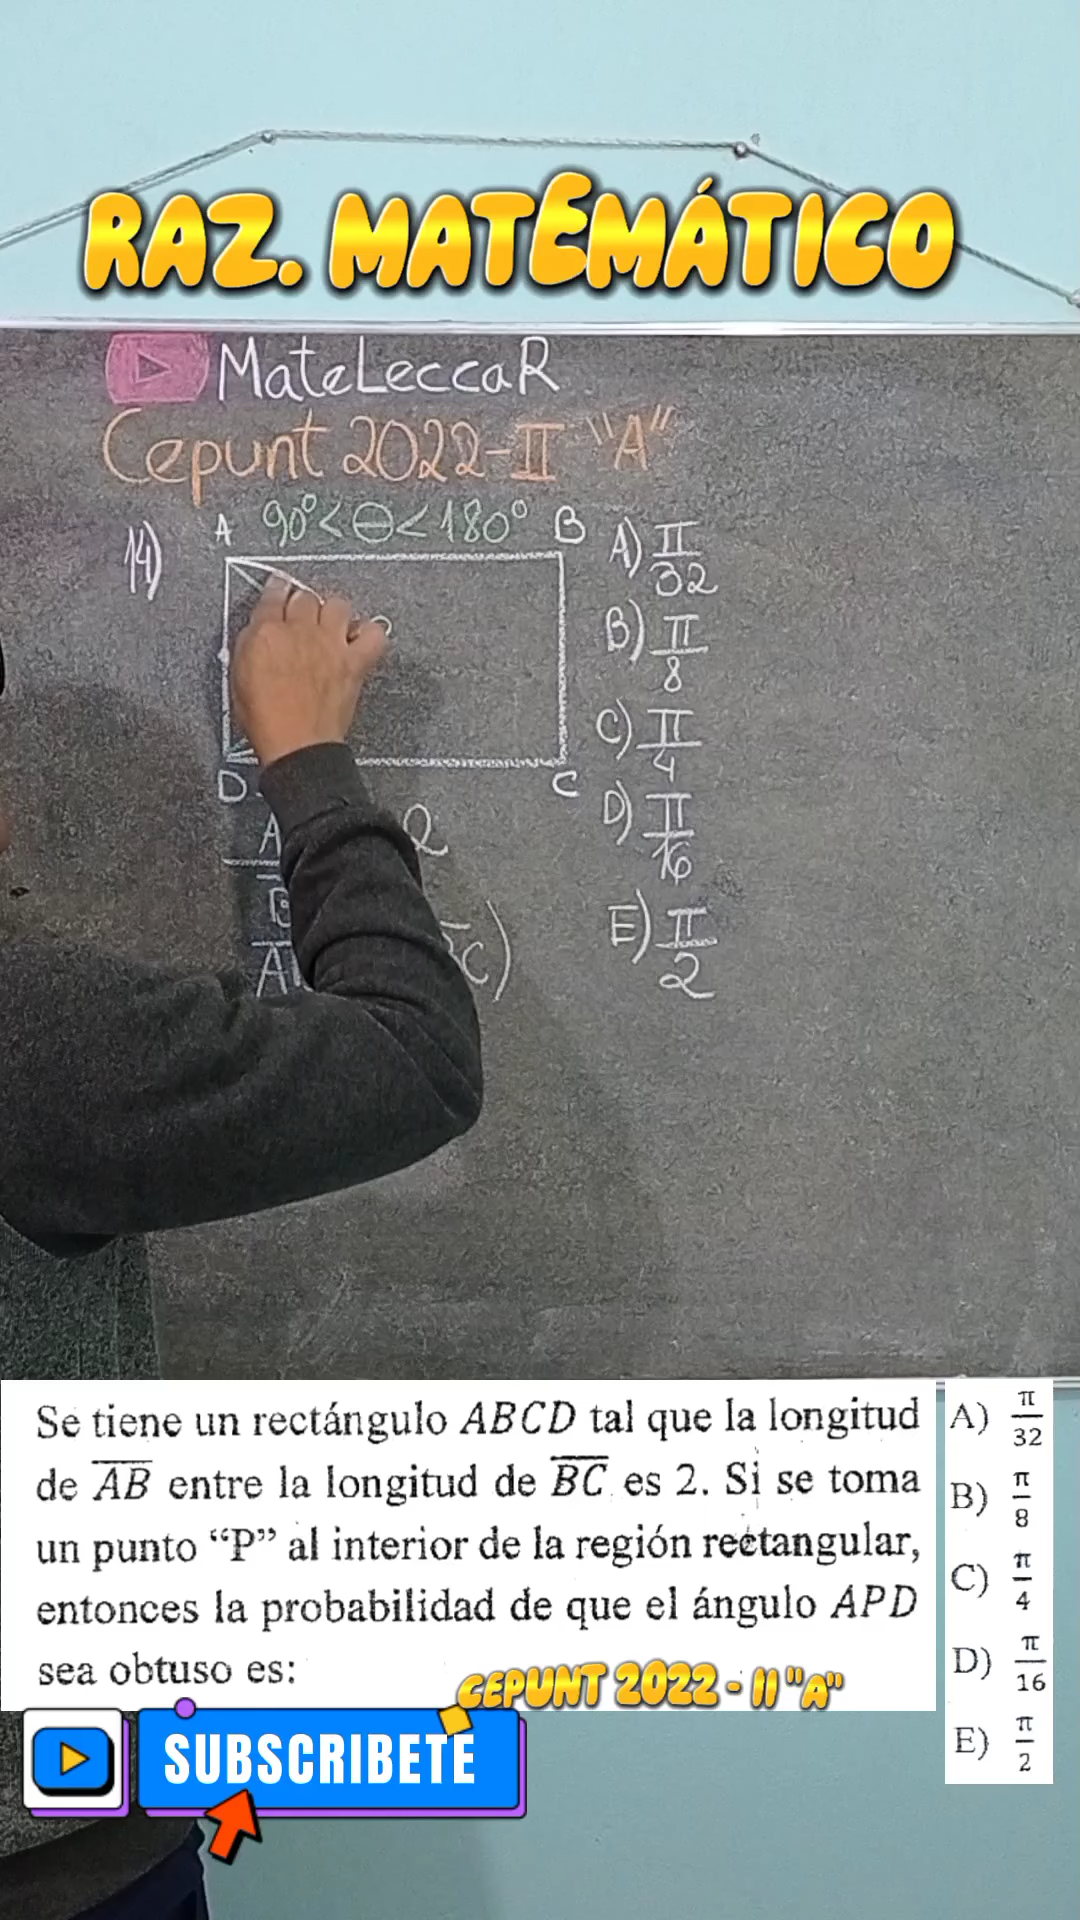 RAZ. MATEMÁTICO
MateLeccaR
Cepunt 2022-II "A"
14)
A 90°<θ<180° B
D C
2
C)
A) π/32
B) π/8
C) π/4
D) π/16
E) π/2
Se tiene un rectángulo ABCD tal que la longitud
de AB entre la longitud de BC es 2. Si se toma
un punto “P” al interior de la región rectangular,
entonces la probabilidad de que el ángulo APD
sea obtuso es:
CEPUNT 2022 - II "A"
A) π/32
B) π/8
C) π/4
D) π/16
E) π/2
SUBSCRIBETE